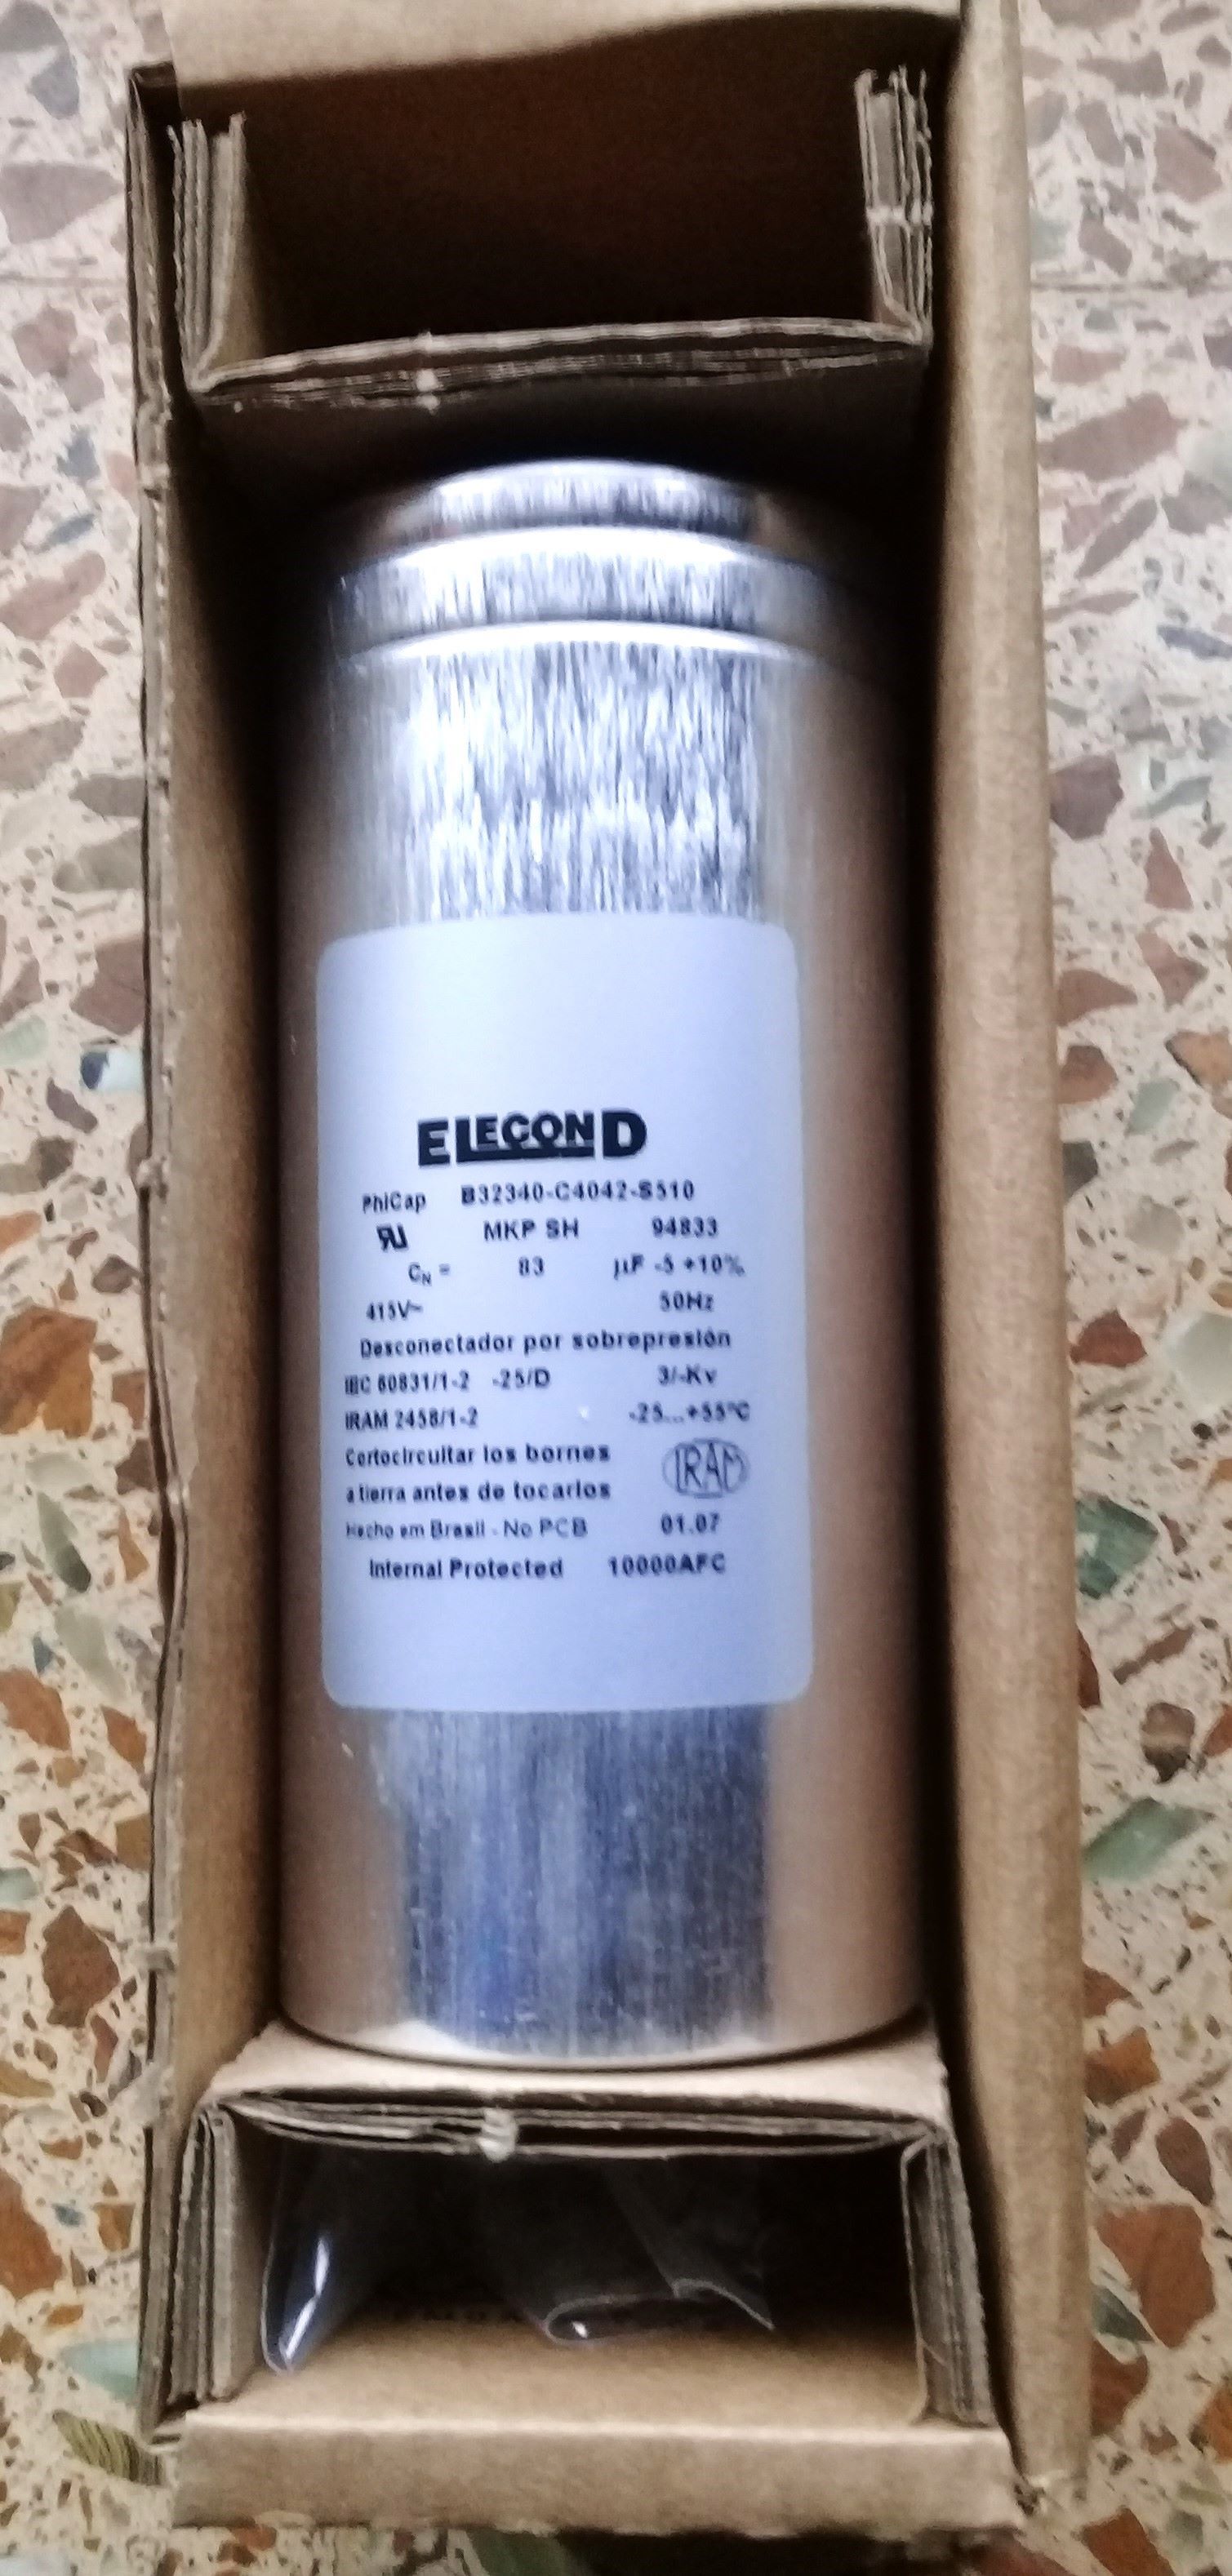 ELECOND
PhiCap B32340-C4042-S510
RU MKP SH 94833
CN = 83 µF -5 +10%
415V~ 50Hz
Desconectador por sobrepresión
IEC 60831/1-2 -25/D 3/-Kv
IRAM 2458/1-2 -25...+55°C
Cortocircuitar los bornes
a tierra antes de tocarlos
IRAM
Hecho em Brasil - No PCB 01.07
Internal Protected 10000AFC